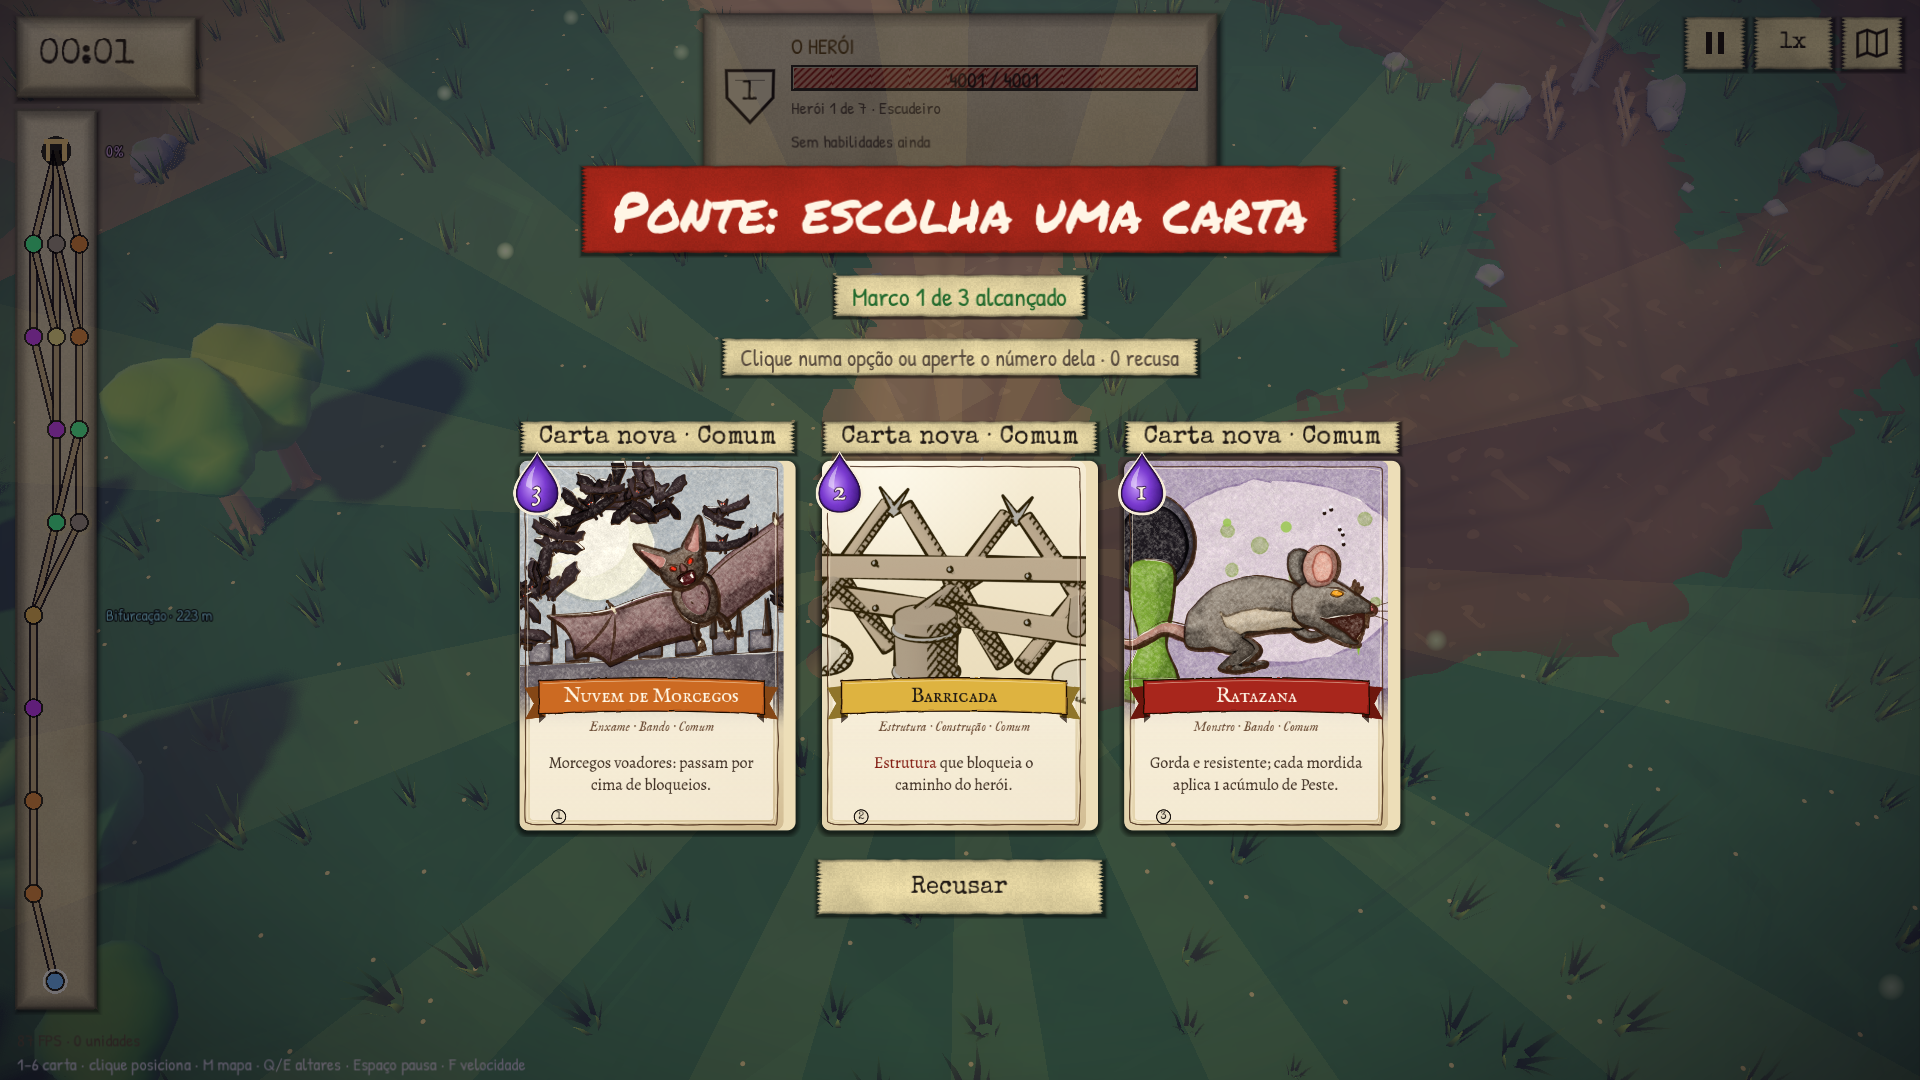 00:01
O HERÓI
1
4001 / 4001
Herói 1 de 7 · Escudeiro
Sem habilidades ainda
1x
0%
Ponte: escolha uma carta
Marco 1 de 3 alcançado
Clique numa opção ou aperte o número dela · 0 recusa
Carta nova · Comum
3
Nuvem de Morcegos
Enxame · Bando · Comum
Morcegos voadores: passam por
cima de bloqueios.
1
Carta nova · Comum
2
Barricada
Estrutura · Construção · Comum
Estrutura que bloqueia o
caminho do herói.
2
Carta nova · Comum
1
Ratazana
Monstro · Bando · Comum
Gorda e resistente; cada mordida
aplica 1 acúmulo de Peste.
3
Bifurcação · 223 m
Recusar
FPS · 0 unidades
1-6 carta · clique posiciona · M mapa · Q/E altares · Espaço pausa · F velocidade